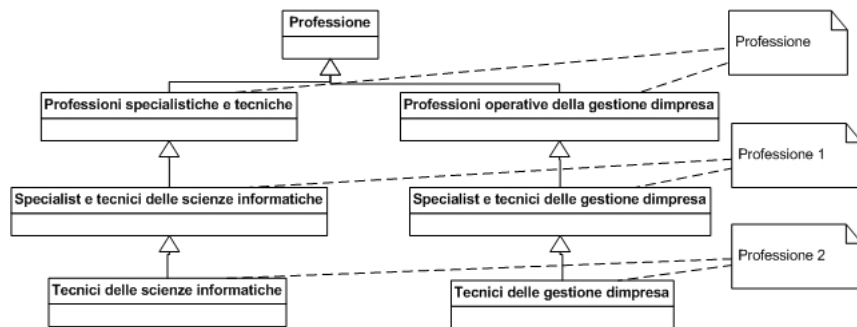 Professione
Professione
Professioni specialistiche e tecniche
Professioni operative della gestione dimpresa
Professione 1
Specialist e tecnici delle scienze informatiche
Specialist e tecnici delle gestione dimpresa
Professione 2
Tecnici delle scienze informatiche
Tecnici delle gestione dimpresa